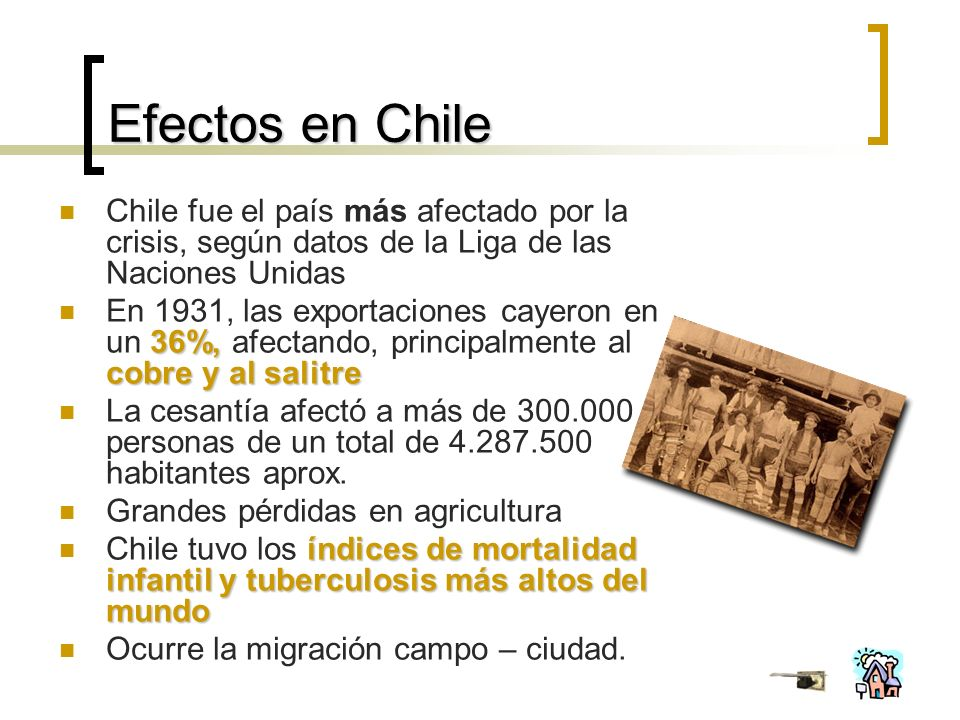 Efectos en Chile
Chile fue el país más afectado por la
crisis, según datos de la Liga de las
Naciones Unidas
En 1931, las exportaciones cayeron en
un 36%, afectando, principalmente al
cobre y al salitre
La cesantía afectó a más de 300.000
personas de un total de 4.287.500
habitantes aprox.
Grandes pérdidas en agricultura
Chile tuvo los índices de mortalidad
infantil y tuberculosis más altos del
mundo
Ocurre la migración campo – ciudad.